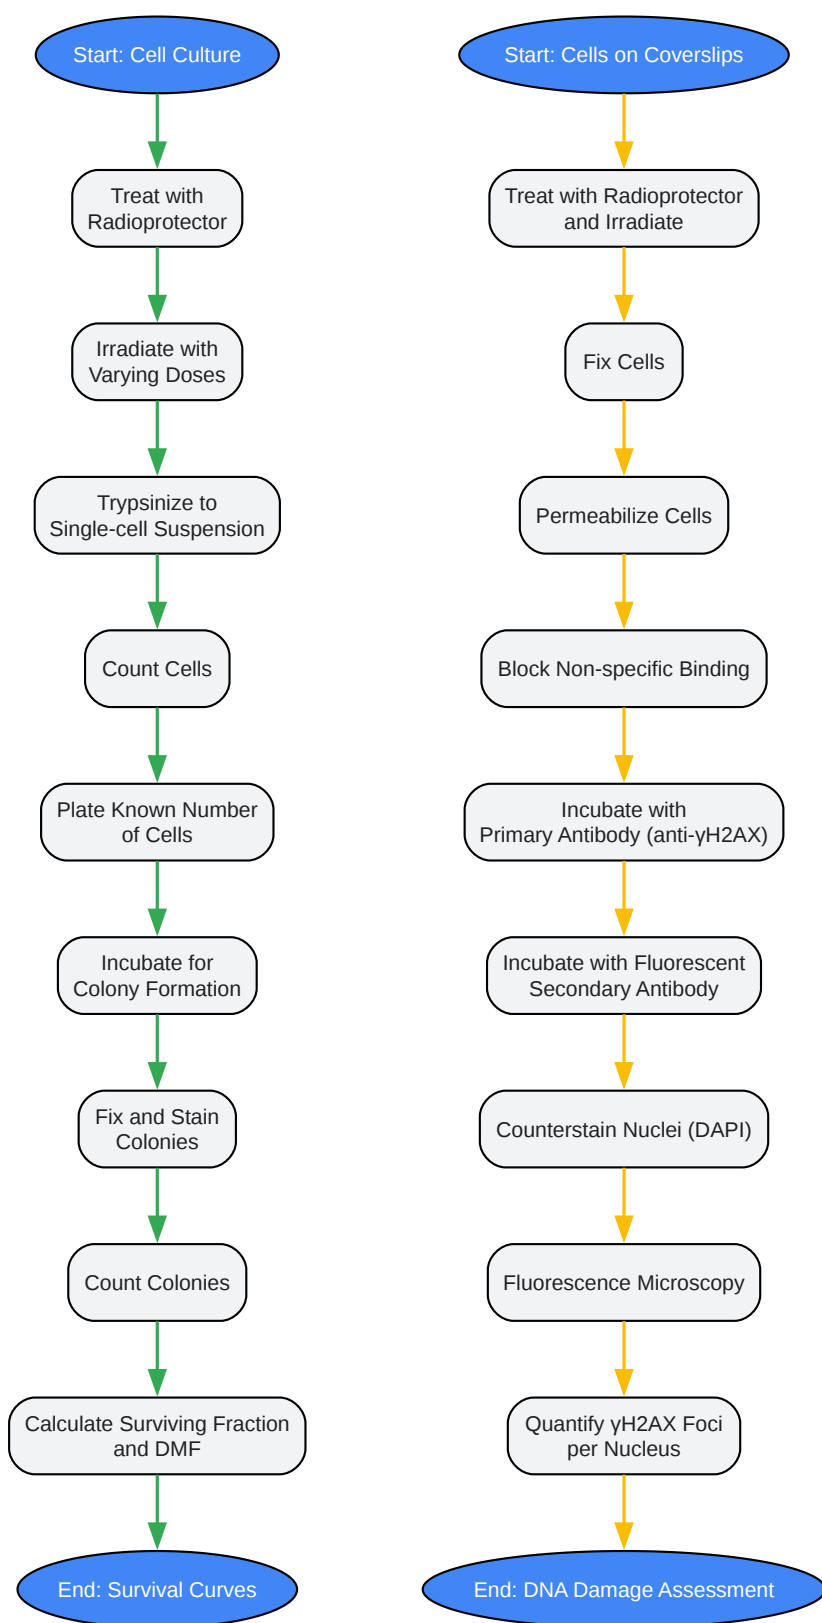 Start: Cell Culture
Treat with
Radioprotector
Irradiate with
Varying Doses
Trypsinize to
Single-cell Suspension
Count Cells
Plate Known Number
of Cells
Incubate for
Colony Formation
Fix and Stain
Colonies
Count Colonies
Calculate Surviving Fraction
and DMF
End: Survival Curves
Start: Cells on Coverslips
Treat with Radioprotector
and Irradiate
Fix Cells
Permeabilize Cells
Block Non-specific Binding
Incubate with
Primary Antibody (anti-γH2AX)
Incubate with Fluorescent
Secondary Antibody
Counterstain Nuclei (DAPI)
Fluorescence Microscopy
Quantify γH2AX Foci
per Nucleus
End: DNA Damage Assessment